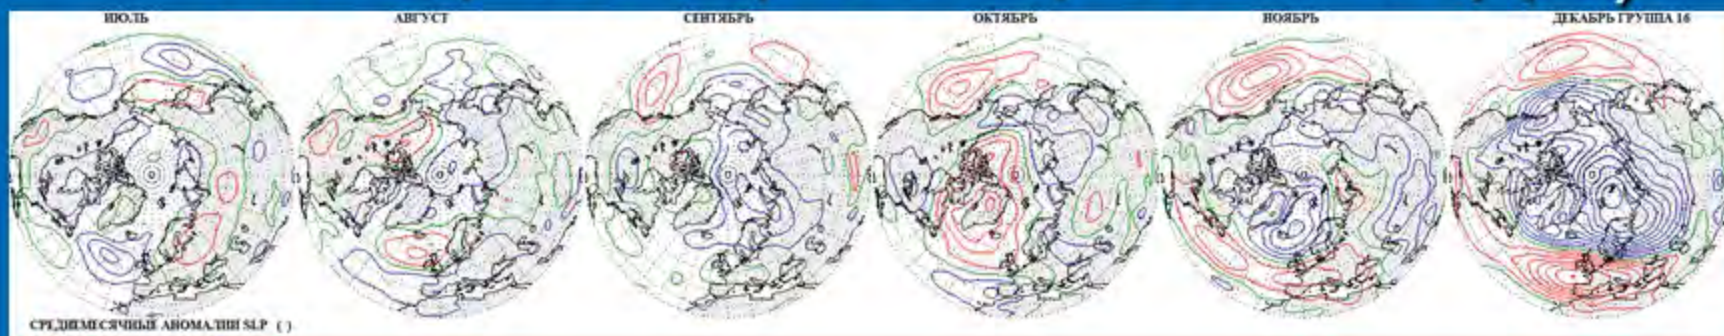 ИЮЛЬ
АВГУСТ
СЕНТЯБРЬ
ОКТЯБРЬ
НОЯБРЬ
ДЕКАБРЬ ГРУППА 16
СРЕДНЕМЕСЯЧНЫЕ АНОМАЛИИ SLP ( )